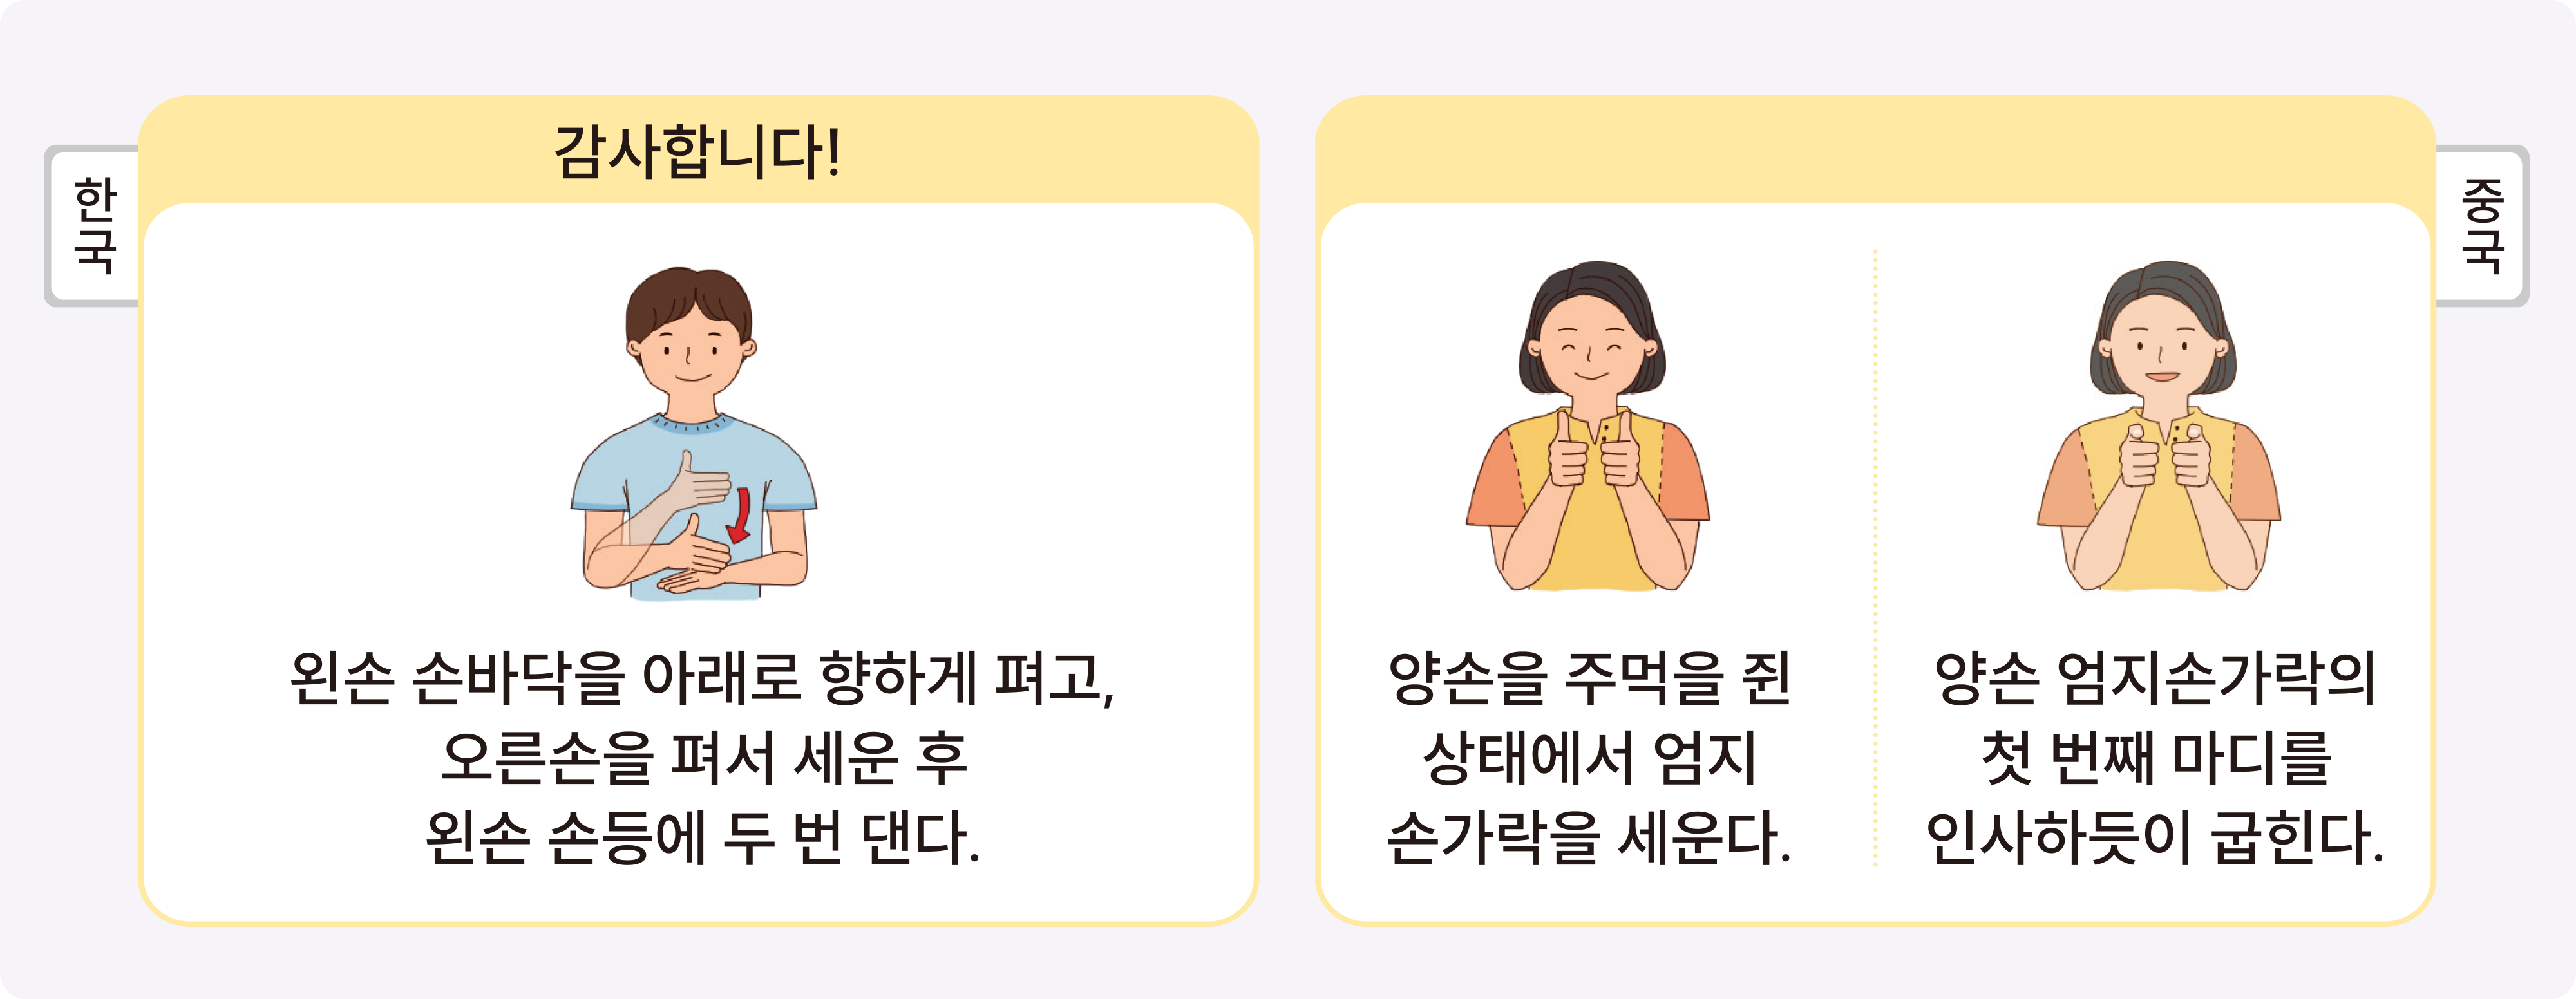 한국
감사합니다!
왼손 손바닥을 아래로 향하게 펴고,
오른손을 펴서 세운 후
왼손 손등에 두 번 댄다.
중국
양손을 주먹을 쥔
상태에서 엄지
손가락을 세운다.
양손 엄지손가락의
첫 번째 마디를
인사하듯이 굽힌다.